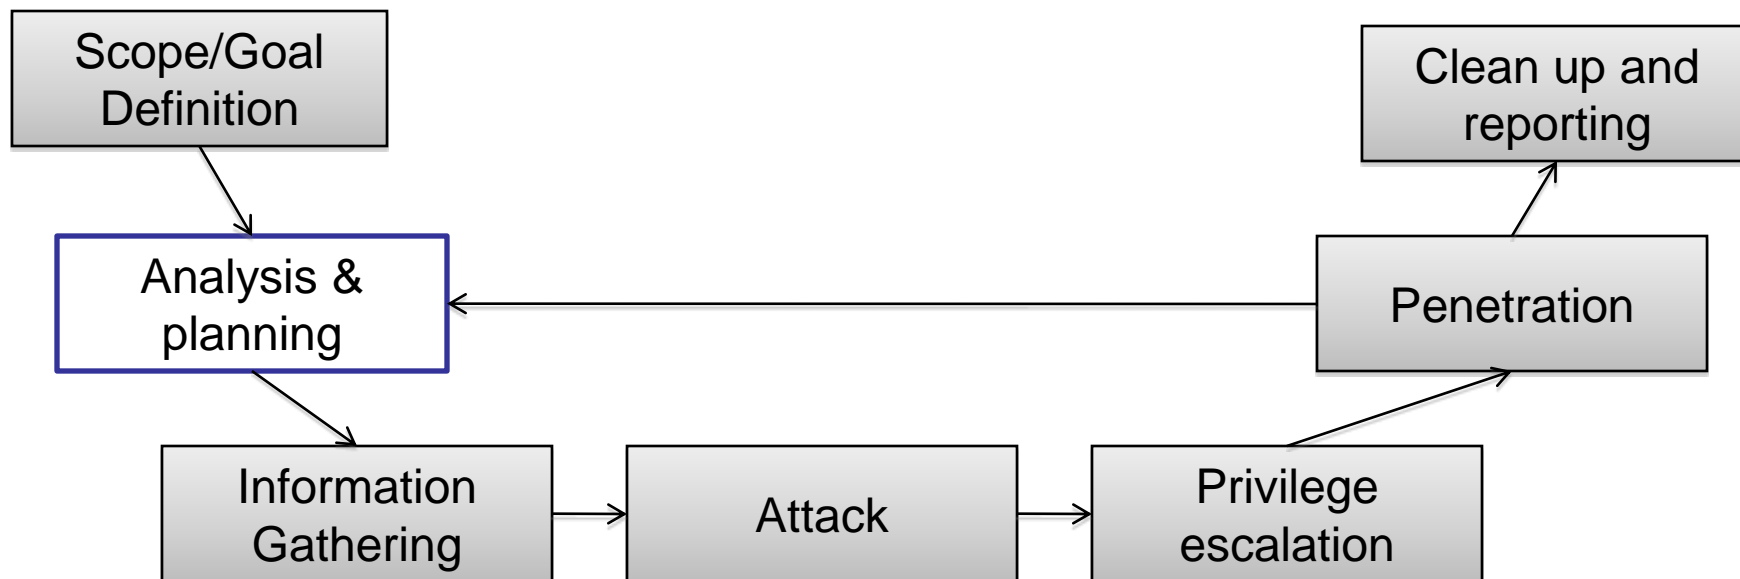 Scope/Goal
Definition
Clean up and
reporting
Analysis &
planning
Penetration
Information
Gathering
Attack
Privilege
escalation